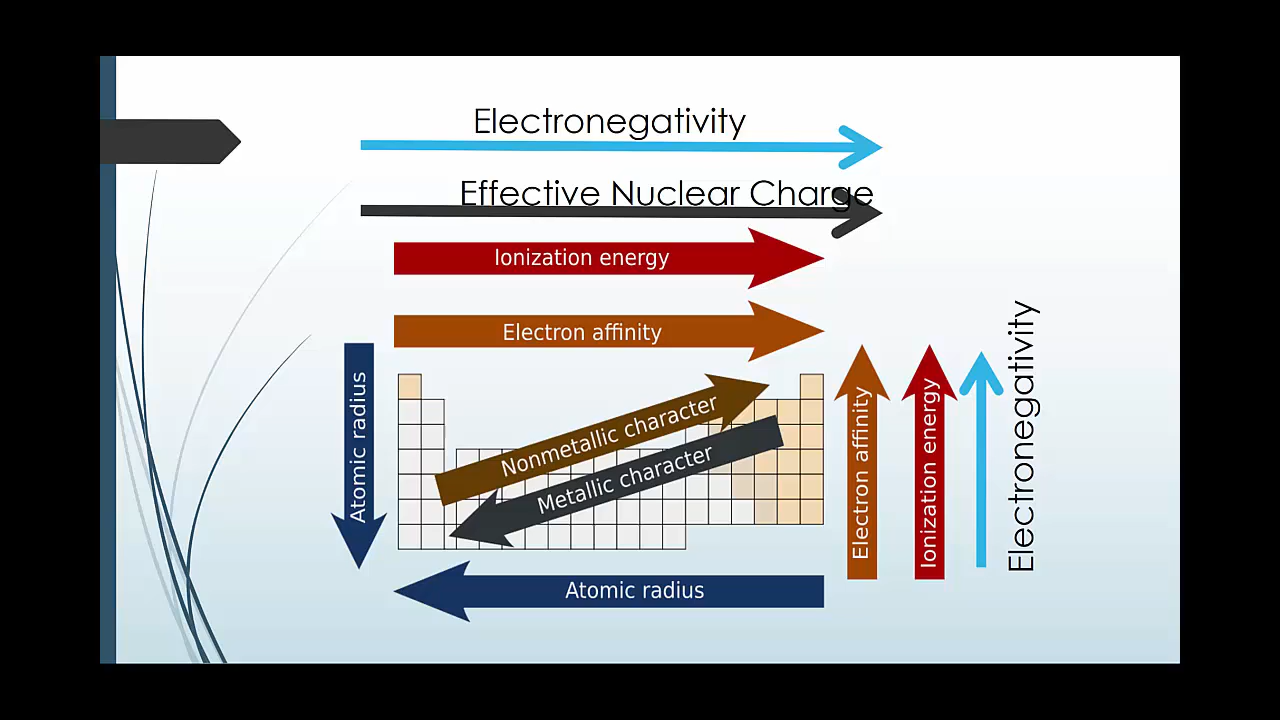 Electronegativity
Effective Nuclear Charge
Ionization energy
Electron affinity
Atomic radius
Nonmetallic character
Metallic character
Electron affinity
Ionization energy
Electronegativity
Atomic radius